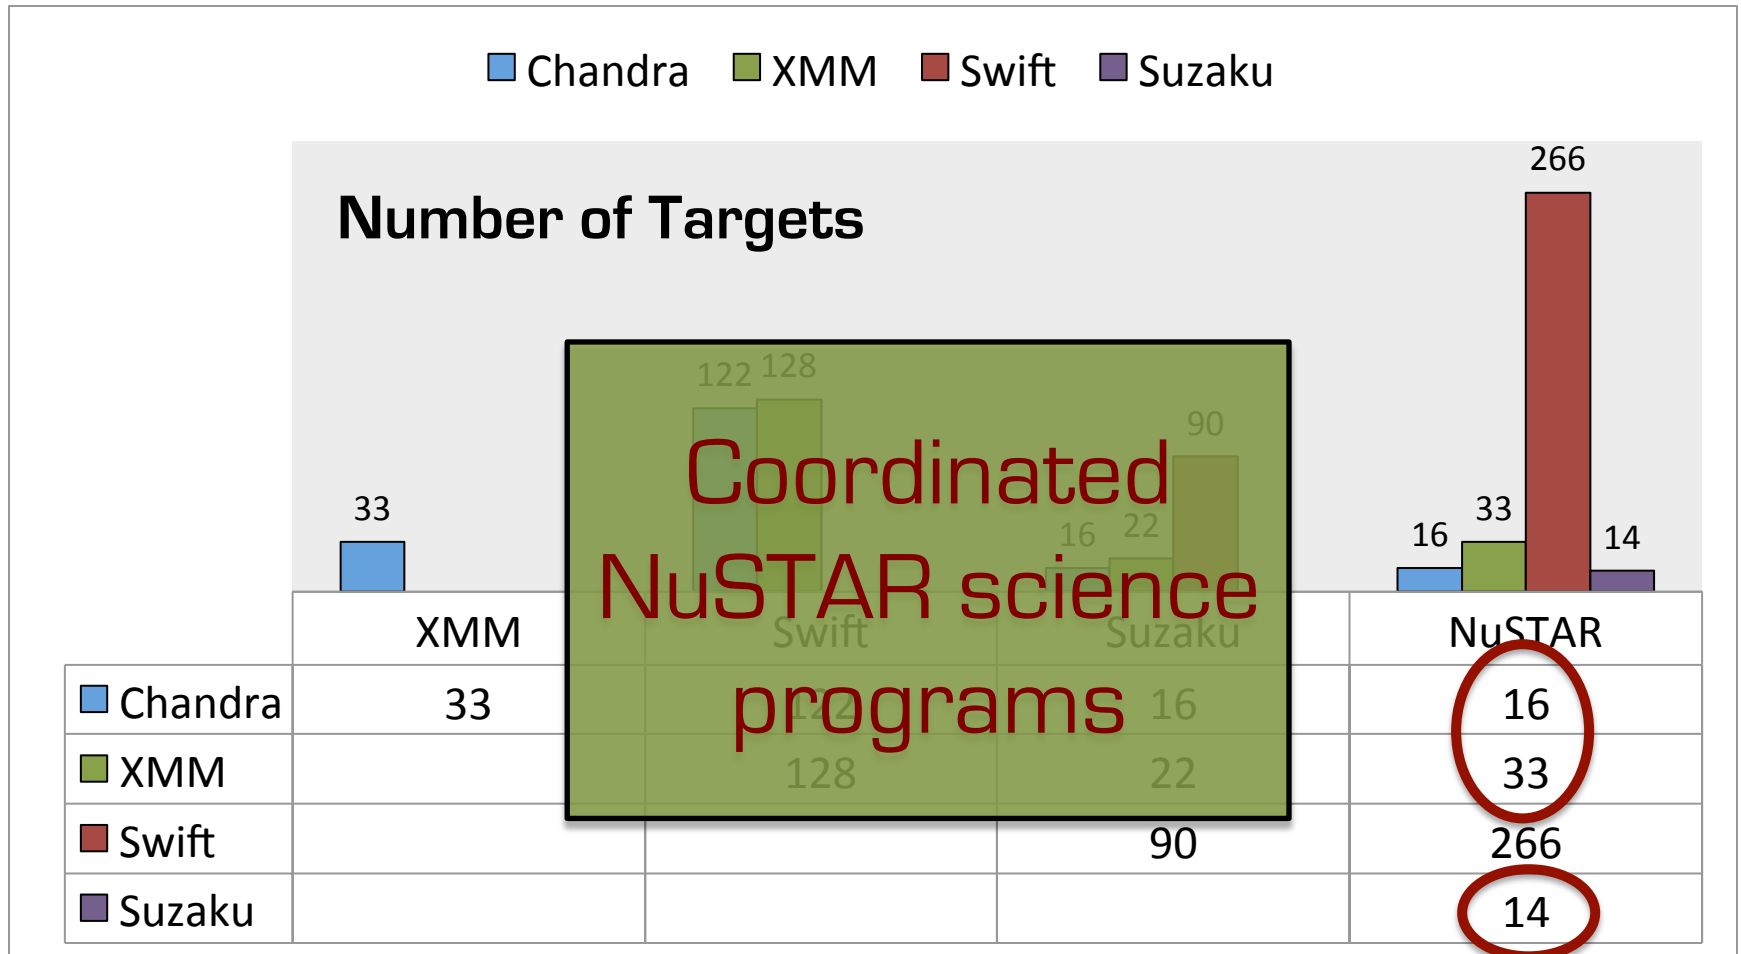 Chandra XMM Swift Suzaku
266
Number of Targets
122 128
90
33
16 22
16 33 14
Coordinated
NuSTAR science
programs
XMM Swift Suzaku NuSTAR
Chandra 33 122 16 16
XMM 128 22 33
Swift 90 266
Suzaku 14